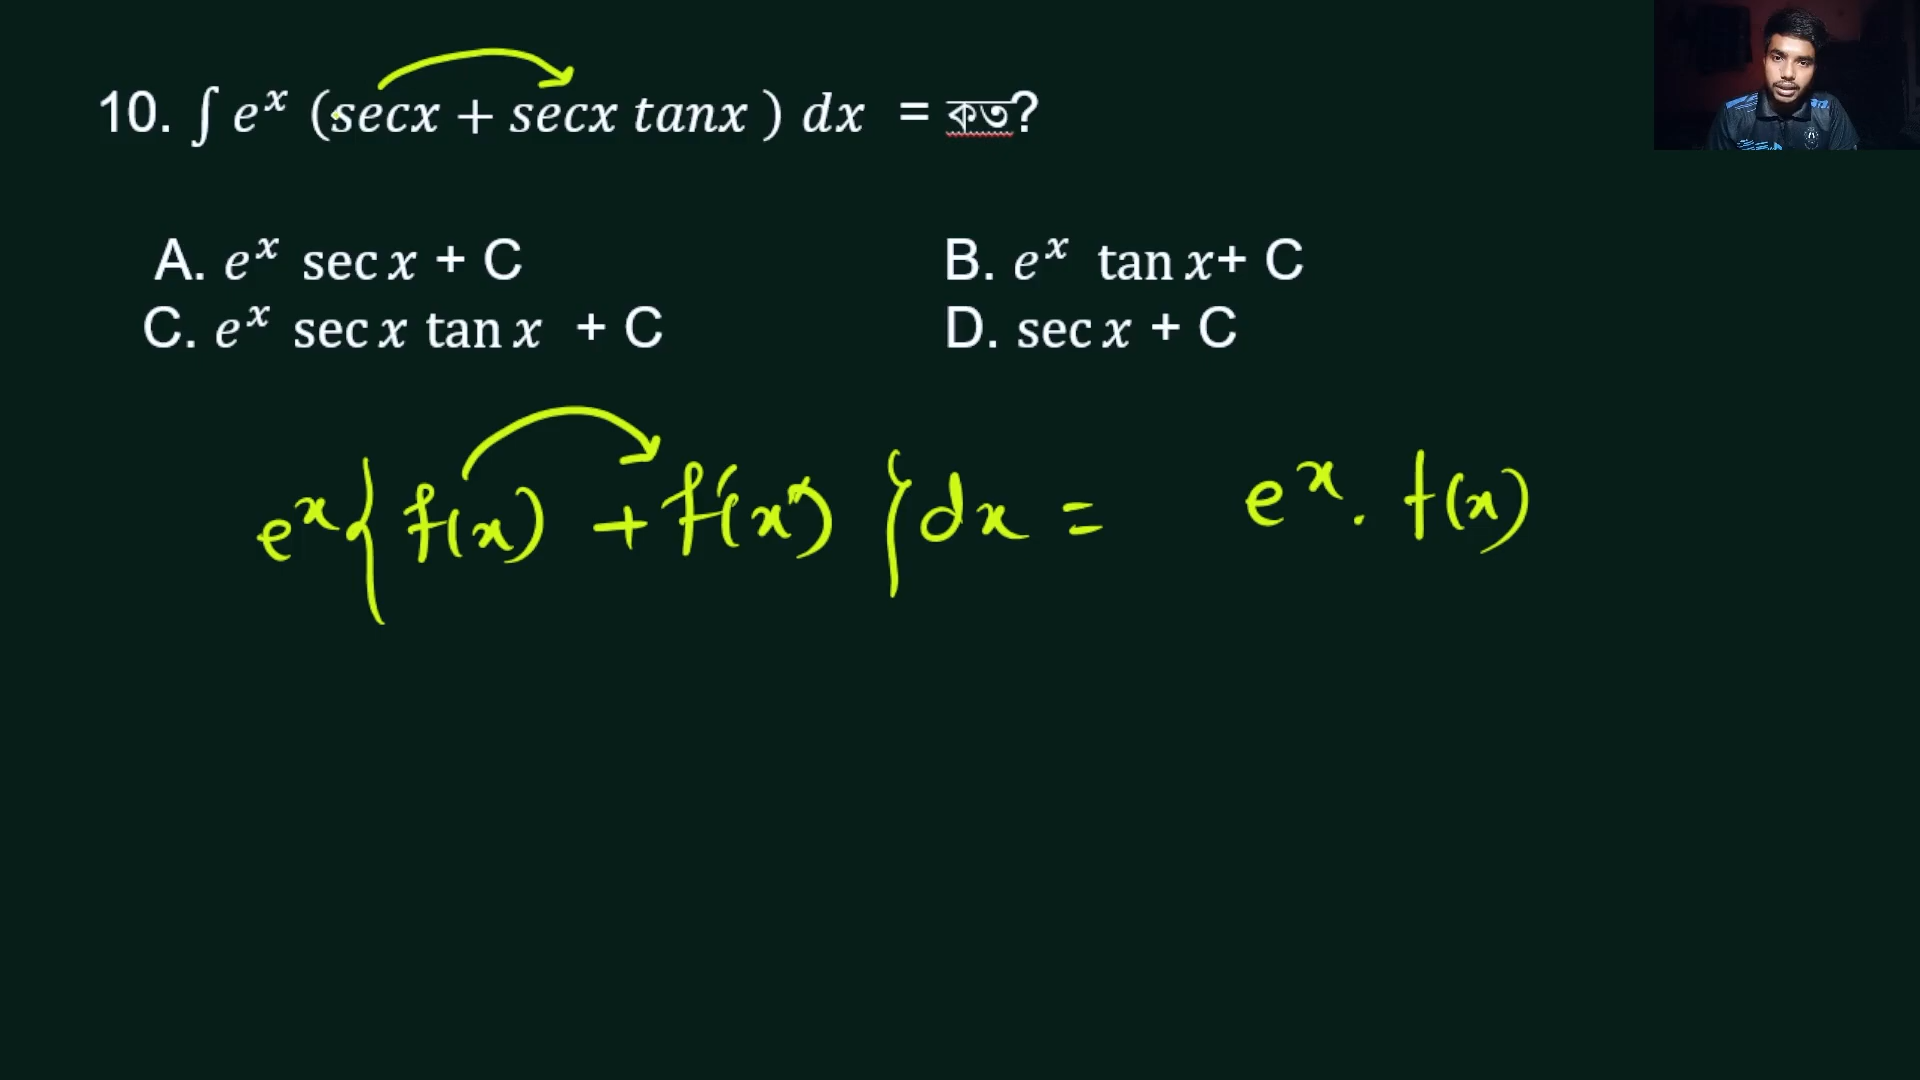 10. ∫ eˣ (secx + secx tanx ) dx = কত?
A. eˣ sec x + C
B. eˣ tan x+ C
C. eˣ sec x tan x + C
D. sec x + C
eˣ{ f(x) + f'(x) }dx = eˣ. f(x)